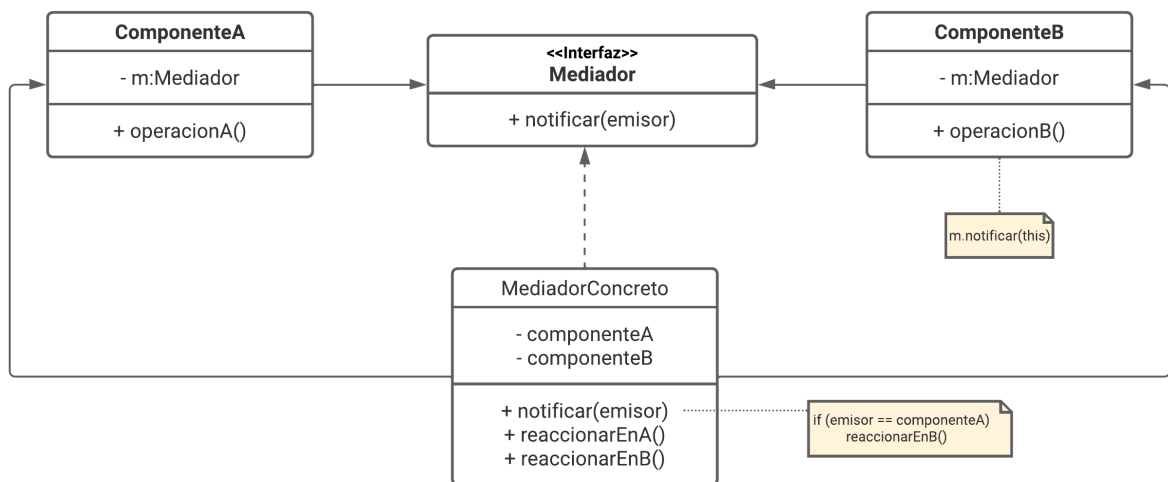 ComponenteA
- m:Mediador
+ operacionA()
<<Interfaz>>
Mediador
+ notificar(emisor)
ComponenteB
- m:Mediador
+ operacionB()
m.notificar(this)
MediadorConcreto
- componenteA
- componenteB
+ notificar(emisor)
+ reaccionarEnA()
+ reaccionarEnB()
if (emisor == componenteA)
reaccionarEnB()